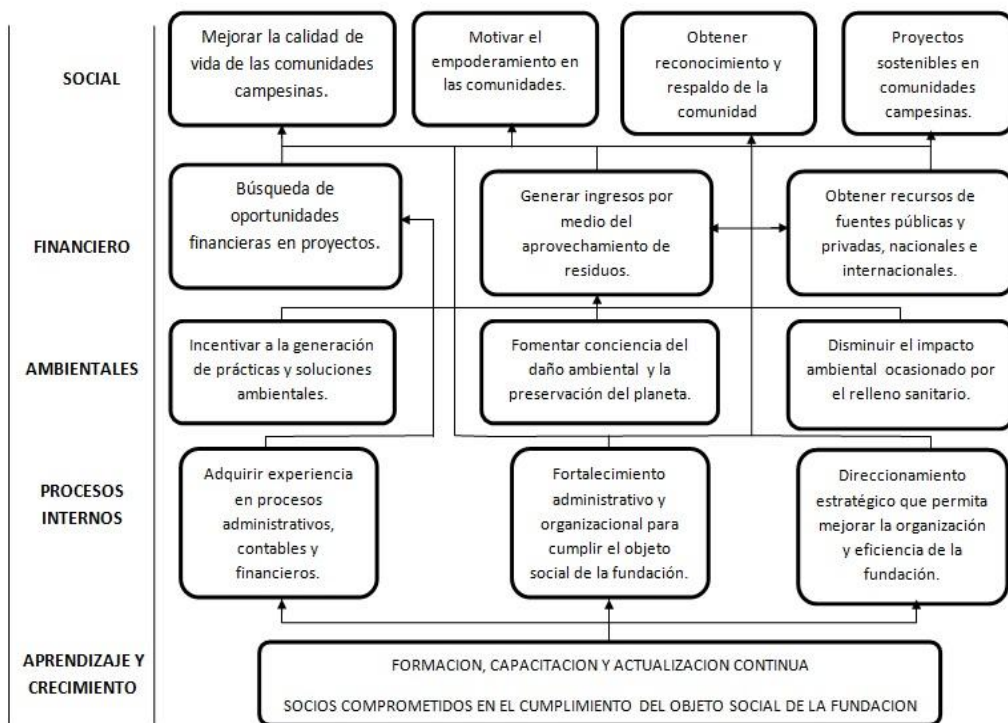 SOCIAL
Mejorar la calidad de
vida de las comunidades
campesinas.
Motivar el
empoderamiento en
las comunidades.
Obtener
reconocimiento y
respaldo de la
comunidad
Proyectos
sostenibles en
comunidades
campesinas.
FINANCIERO
Búsqueda de
oportunidades
financieras en proyectos.
Generar ingresos por
medio del
aprovechamiento de
residuos.
Obtener recursos de
fuentes públicas y
privadas, nacionales e
internacionales.
AMBIENTALES
Incentivar a la generación
de prácticas y soluciones
ambientales.
Fomentar conciencia del
daño ambiental y la
preservación del planeta.
Disminuir el impacto
ambiental ocasionado por
el relleno sanitario.
PROCESOS
INTERNOS
Adquirir experiencia
en procesos
administrativos,
contables y
financieros.
Fortalecimiento
administrativo y
organizacional para
cumplir el objeto
social de la fundación.
Direccionamiento
estratégico que permita
mejorar la organización
y eficiencia de la
fundación.
APRENDIZAJE Y
CRECIMIENTO
FORMACION, CAPACITACION Y ACTUALIZACION CONTINUA
SOCIOS COMPROMETIDOS EN EL CUMPLIMIENTO DEL OBJETO SOCIAL DE LA FUNDACION